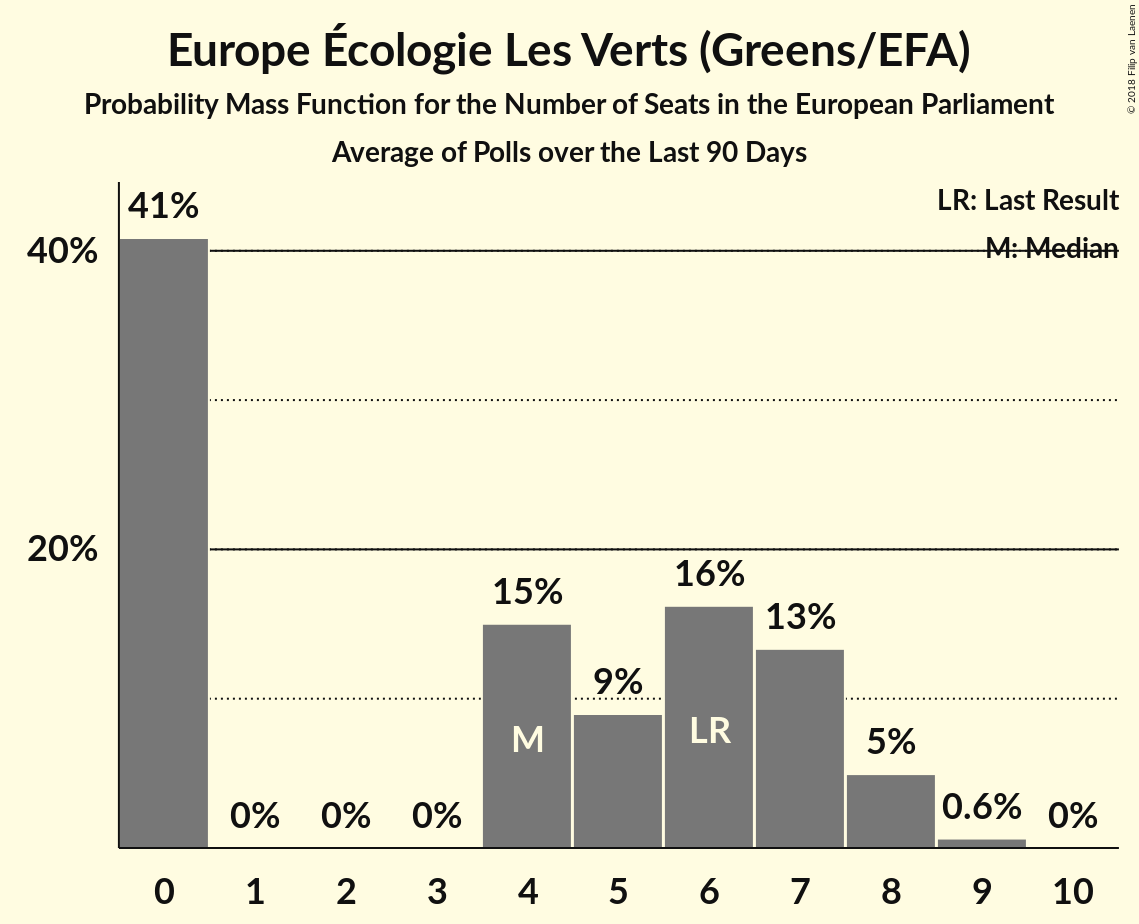 Europe Écologie Les Verts (Greens/EFA)
Probability Mass Function for the Number of Seats in the European Parliament
Average of Polls over the Last 90 Days
© 2018 Filip van Laenen
LR: Last Result
M: Median
41%
40%
20%
16%
15%
13%
9%
M
LR
5%
0%
0%
0%
0.6%
0%
0 1 2 3 4 5 6 7 8 9 10